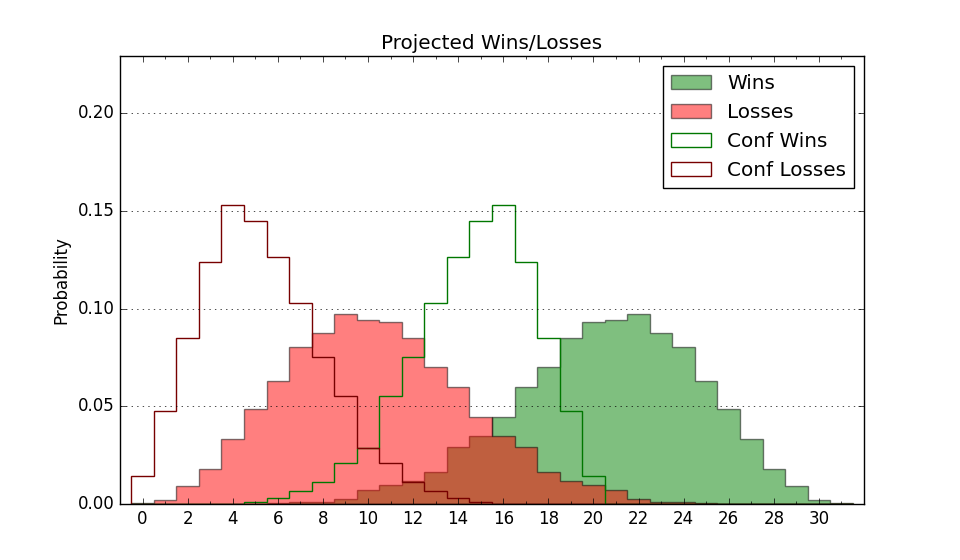 Projected Wins/Losses
Wins
Losses
Conf Wins
Conf Losses
Probability
0.20
0.15
0.10
0.05
0.00
0 2 4 6 8 10 12 14 16 18 20 22 24 26 28 30